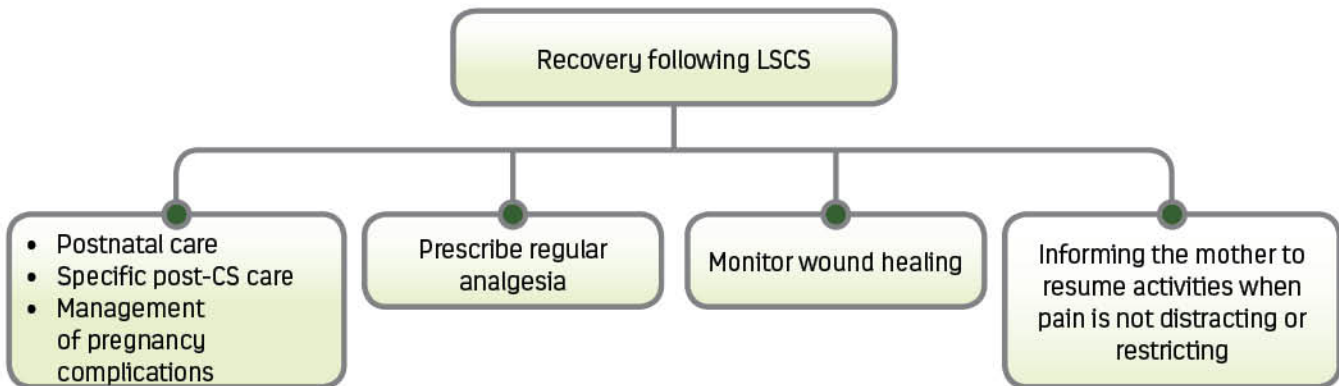 Recovery following LSCS
• Postnatal care
• Specific post-CS care
• Management
of pregnancy
complications
Prescribe regular
analgesia
Monitor wound healing
Informing the mother to
resume activities when
pain is not distracting or
restricting